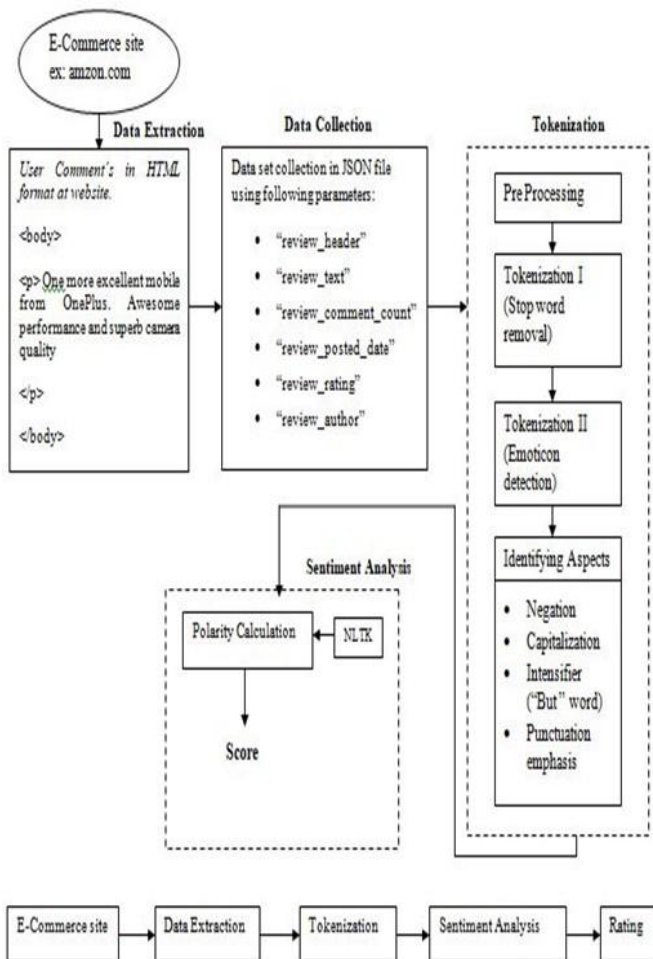 E-Commerce site
ex: amzon.com
Data Extraction
User Comment's in HTML
format at website.
<body>
<p> One more excellent mobile
from OnePlus. Awesome
performance and superb camera
quality
</p>
</body>
Data Collection
Data set collection in JSON file
using following parameters:
• "review_header"
• "review_text"
• "review_comment_count"
• "review_posted_date"
• "review_rating"
• "review_author"
Tokenization
Pre Processing
Tokenization I
(Stop word
removal)
Tokenization II
(Emoticon
detection)
Identifying Aspects
• Negation
• Capitalization
• Intensifier
("But" word)
• Punctuation
emphasis
Sentiment Analysis
Polarity Calculation
NLTK
Score
E-Commerce site
Data Extraction
Tokenization
Sentiment Analysis
Rating